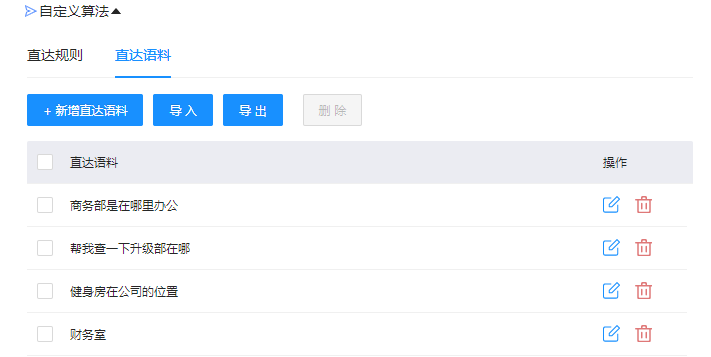 自定义算法
直达规则 直达语料
+ 新增直达语料 导入 导出 删除
直达语料 操作
商务部是在哪里办公
帮我查一下升级部在哪
健身房在公司的位置
财务室